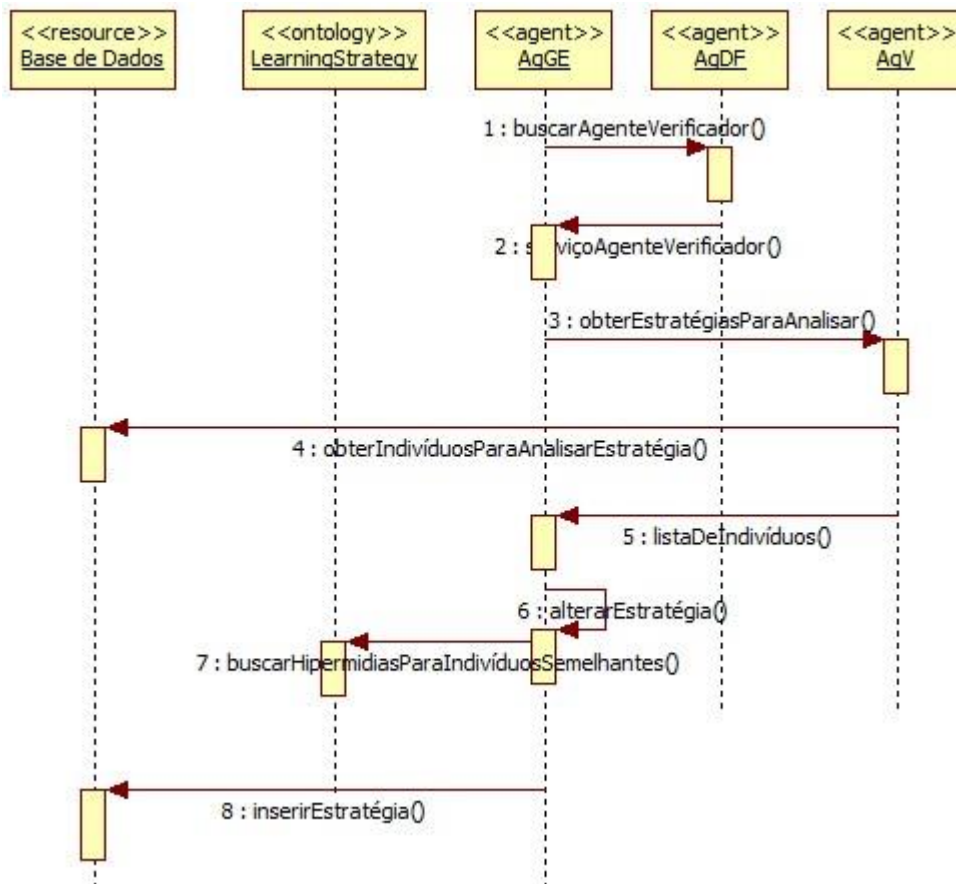 <<resource>>
Base de Dados
<<ontology>>
LearningStrategy
<<agent>>
AgGE
<<agent>>
AgDF
<<agent>>
AgV
1 : buscarAgenteVerificador()
2 : serviçoAgenteVerificador()
3 : obterEstratégiasParaAnalisar()
4 : obterIndivíduosParaAnalisarEstratégia()
5 : listaDeIndivíduos()
6 : alterarEstratégia()
7 : buscarHipermidiasParaIndivíduosSemelhantes()
8 : inserirEstratégia()